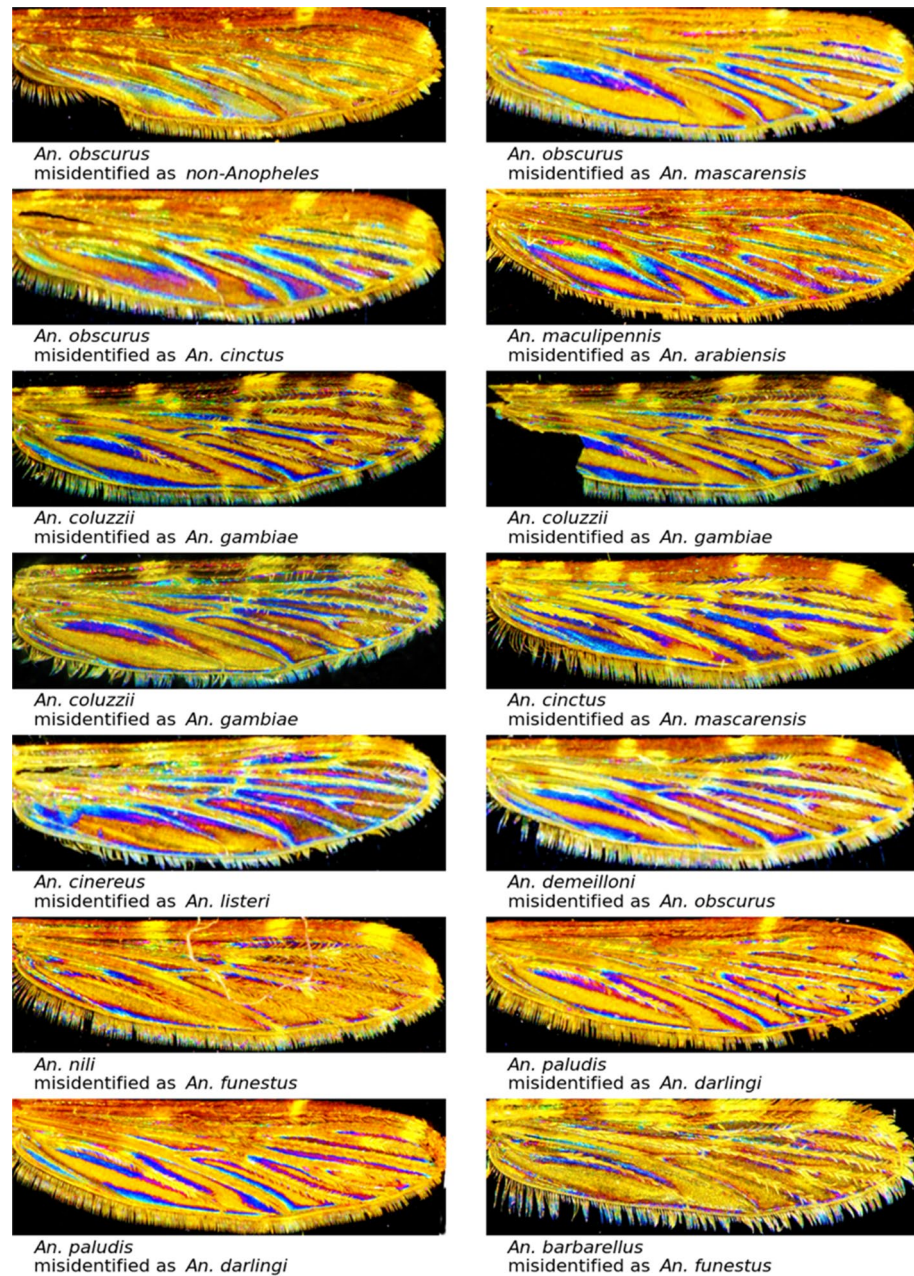 An. obscurus
misidentified as non-Anopheles
An. obscurus
misidentified as An. mascarensis
An. obscurus
misidentified as An. cinctus
An. maculipennis
misidentified as An. arabiensis
An. coluzzii
misidentified as An. gambiae
An. coluzzii
misidentified as An. gambiae
An. coluzzii
misidentified as An. gambiae
An. cinctus
misidentified as An. mascarensis
An. cinereus
misidentified as An. listeri
An. demeilloni
misidentified as An. obscurus
An. nili
misidentified as An. funestus
An. paludis
misidentified as An. darlingi
An. paludis
misidentified as An. darlingi
An. barbarellus
misidentified as An. funestus